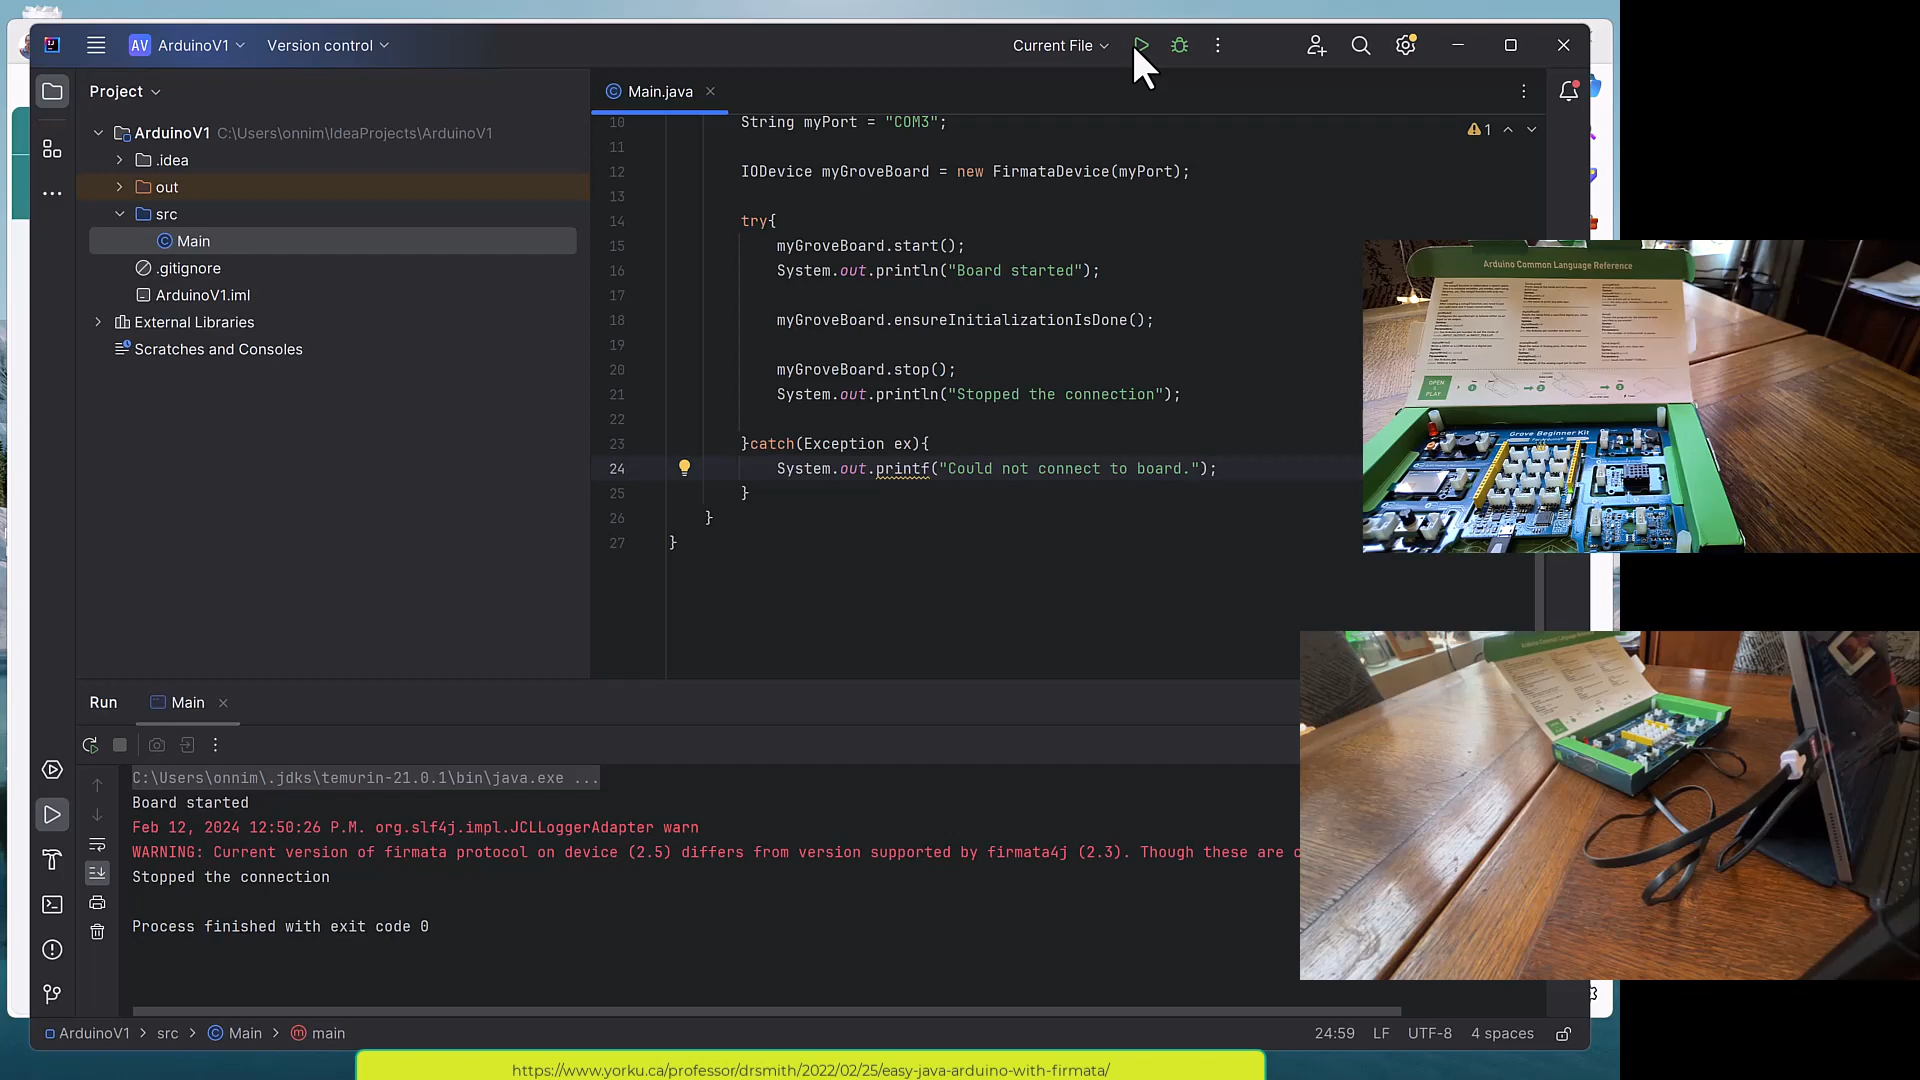 AV ArduinoV1 Version control Current File
Project
Main.java
ArduinoV1 C:\Users\onnim\IdeaProjects\ArduinoV1
.idea
out
src
Main
.gitignore
ArduinoV1.iml
External Libraries
Scratches and Consoles
1
10 String myPort = "COM3";
11
12 IODevice myGroveBoard = new FirmataDevice(myPort);
13
14 try{
15 myGroveBoard.start();
16 System.out.println("Board started");
17
18 myGroveBoard.ensureInitializationIsDone();
19
20 myGroveBoard.stop();
21 System.out.println("Stopped the connection");
22
23 }catch(Exception ex){
24 System.out.printf("Could not connect to board.");
25 }
26 }
27 }
Arduino Common Language Reference
OPEN & PLAY
Grove Beginner Kit
For Arduino
Run Main
C:\Users\onnim\.jdks\temurin-21.0.1\bin\java.exe ...
Board started
Feb 12, 2024 12:50:26 P.M. org.slf4j.impl.JCLLoggerAdapter warn
WARNING: Current version of firmata protocol on device (2.5) differs from version supported by firmata4j (2.3). Though these are
Stopped the connection
Process finished with exit code 0
ArduinoV1 > src > Main > main 24:59 LF UTF-8 4 spaces
https://www.yorku.ca/professor/drsmith/2022/02/25/easy-java-arduino-with-firmata/